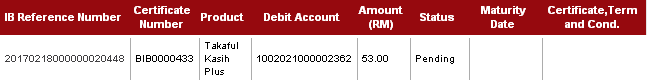 IB Reference Number Certificate Number Product Debit Account Amount (RM) Status Maturity Date Certificate,Term and Cond.
20170218000000020448 BIB0000433 Takaful Kasih Plus 1002021000002362 53.00 Pending